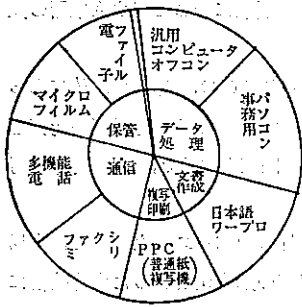 電子
ファイル
汎用
コンピュータ
オフコン
事務用
パソコン
日本語
ワープロ
PPC
(普通紙
複写機)
ファクシ
ミリ
多機能
電話
マイクロ
フィルム
保管
データ
処理
文書
作成
複写
印刷
通信